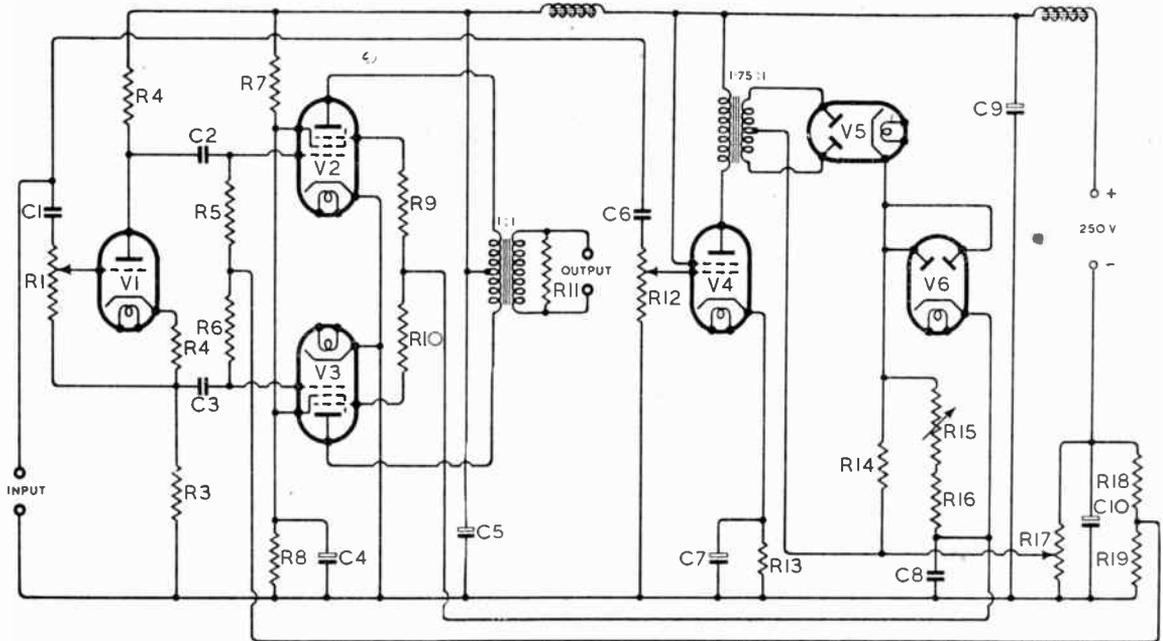 R4
R7
1·75:1
C9
V5
C2
V2
+
R5
R9
C6
250 V
C1
1:1
-
R1
V1
OUTPUT
R11
R12
V4
V6
R6
R4
R10
V3
C3
R15
R14
R18
INPUT
R3
R16
C10
C5
R17
R8
C4
C7
R13
C8
R19